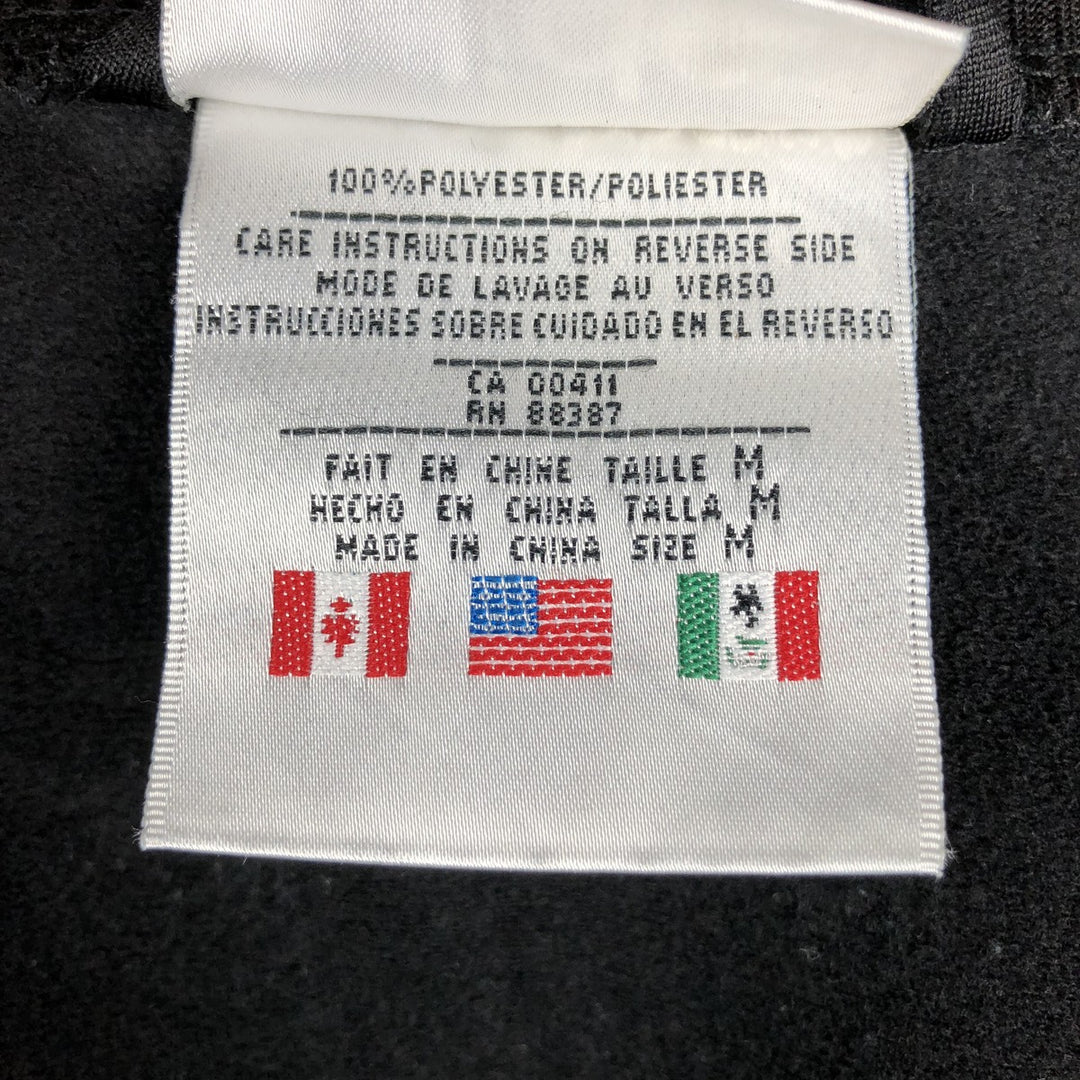 100% POLYESTER/POLIESTER
CARE INSTRUCTIONS ON REVERSE SIDE
MODE DE LAVAGE AU VERSO
INSTRUCCIONES SOBRE CUIDADO EN EL REVERSO
CA 00411
RN 88387
FAIT EN CHINE TAILLE M
HECHO EN CHINA TALLA M
MADE IN CHINA SIZE M